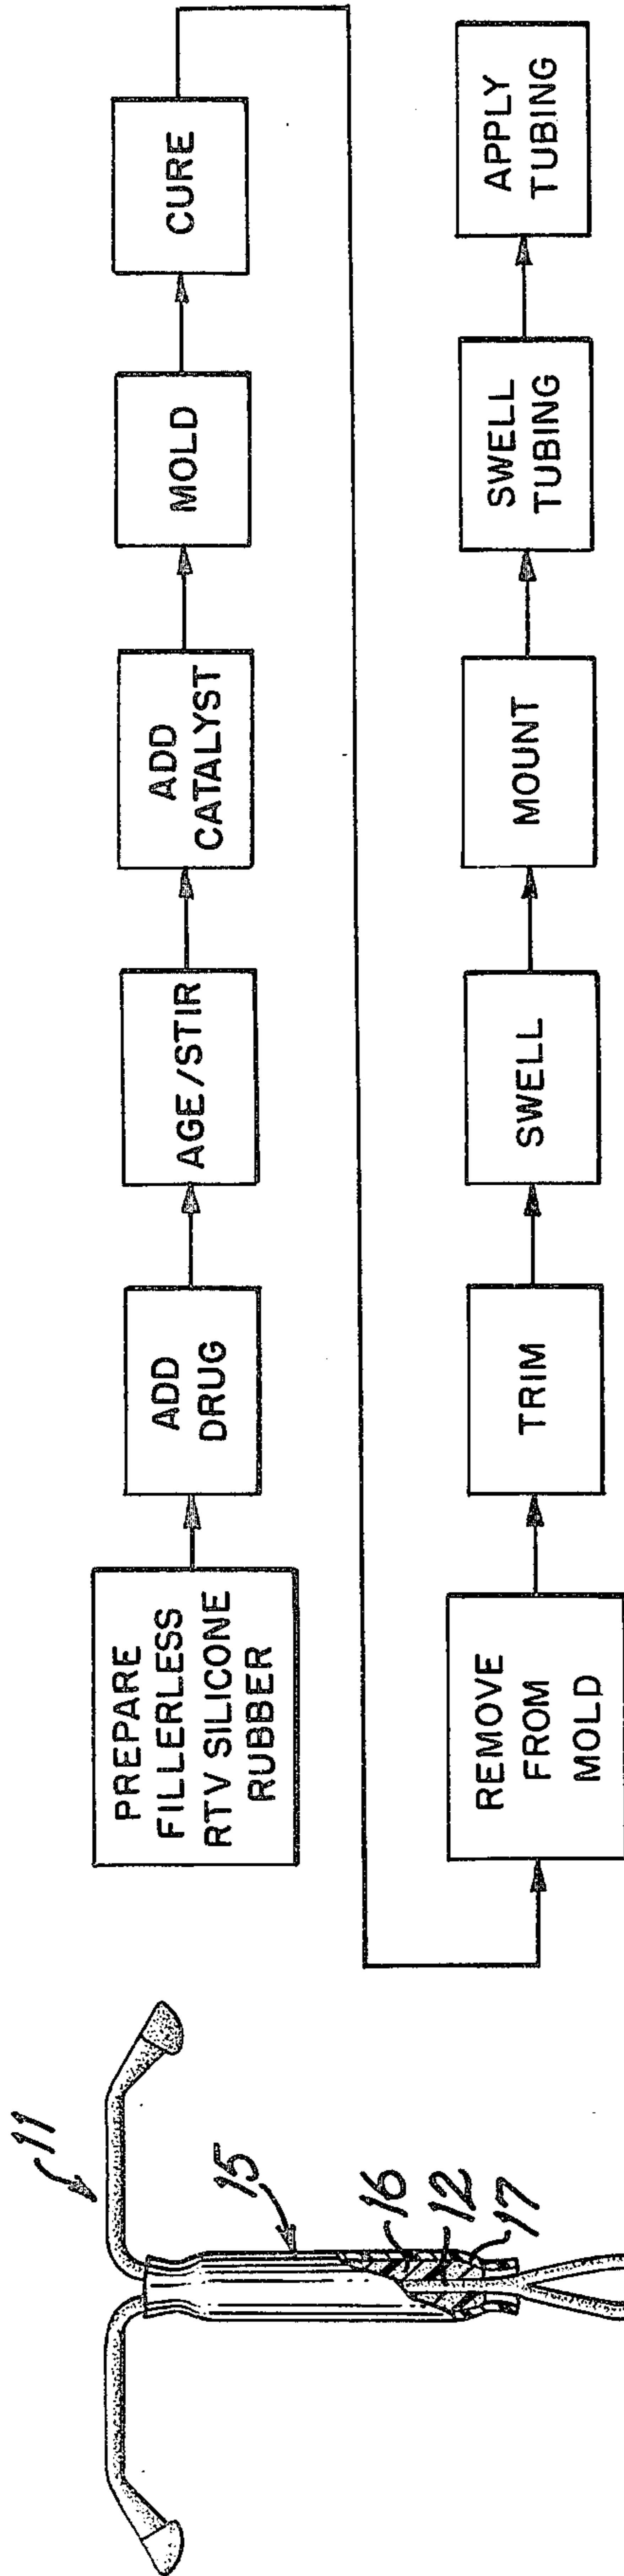 PREPARE
FILLERLESS
RTV SILICONE
RUBBER
ADD
DRUG
AGE/STIR
ADD
CATALYST
MOLD
CURE
REMOVE
FROM
MOLD
TRIM
SWELL
MOUNT
SWELL
TUBING
APPLY
TUBING
11
15
16
12
17